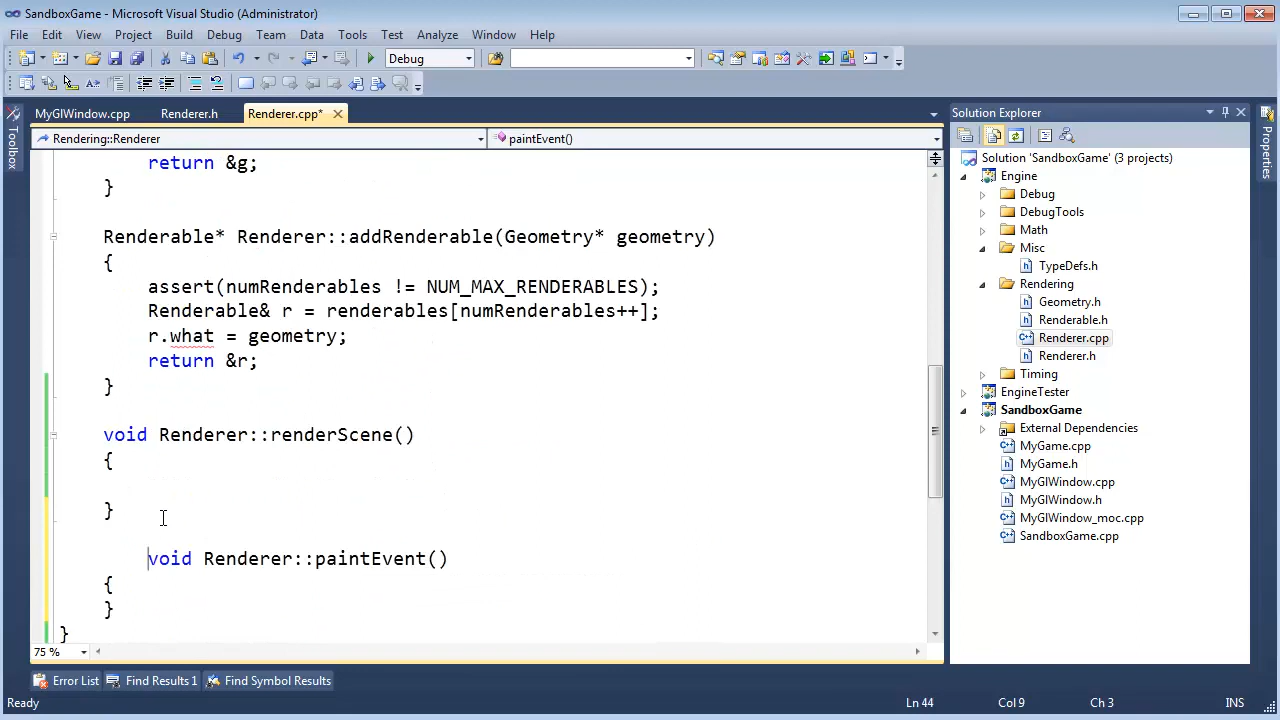 SandboxGame - Microsoft Visual Studio (Administrator)
File Edit View Project Build Debug Team Data Tools Test Analyze Window Help
Debug
MyGlWindow.cpp Renderer.h Renderer.cpp*
Rendering::Renderer paintEvent()
Toolbox
return &g;
}
Renderable* Renderer::addRenderable(Geometry* geometry)
{
assert(numRenderables != NUM_MAX_RENDERABLES);
Renderable& r = renderables[numRenderables++];
r.what = geometry;
return &r;
}
void Renderer::renderScene()
{
}
void Renderer::paintEvent()
{
}
}
75 %
Solution Explorer
Solution 'SandboxGame' (3 projects)
Engine
Debug
DebugTools
Math
Misc
TypeDefs.h
Rendering
Geometry.h
Renderable.h
Renderer.cpp
Renderer.h
Timing
EngineTester
SandboxGame
External Dependencies
MyGame.cpp
MyGame.h
MyGlWindow.cpp
MyGlWindow.h
MyGlWindow_moc.cpp
SandboxGame.cpp
Properties
Error List Find Results 1 Find Symbol Results
Ready Ln 44 Col 9 Ch 3 INS